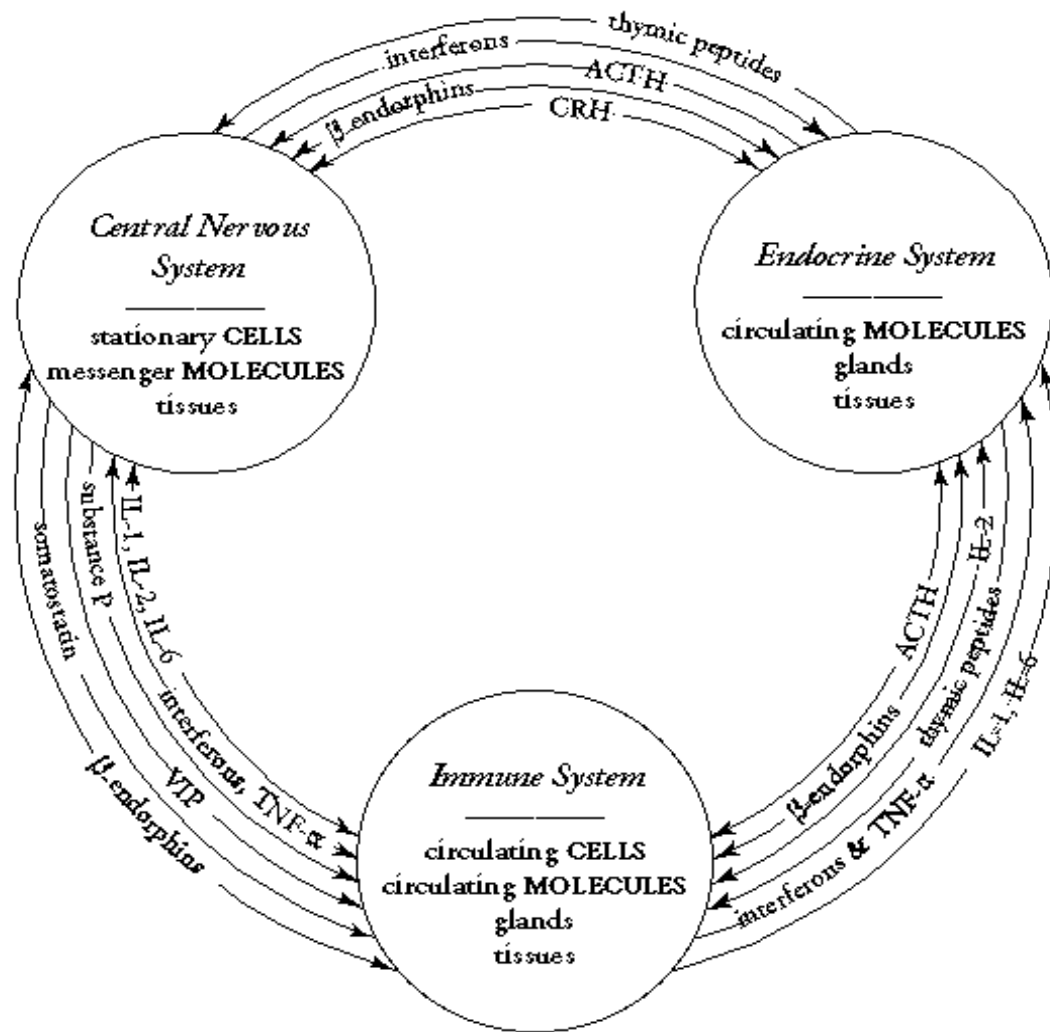 thymic peptides
interferons
ACTH
β-endorphins
CRH
Central Nervous
System
stationary CELLS
messenger MOLECULES
tissues
Endocrine System
circulating MOLECULES
glands
tissues
somatostatin
substance P
IL-1, IL-2, IL-6
interferons, TNF-α
VIP
β-endorphins
IL-2
ACTH
thymic peptides
β-endorphins
IL-1, IL-6
interferons & TNF-α
Immune System
circulating CELLS
circulating MOLECULES
glands
tissues